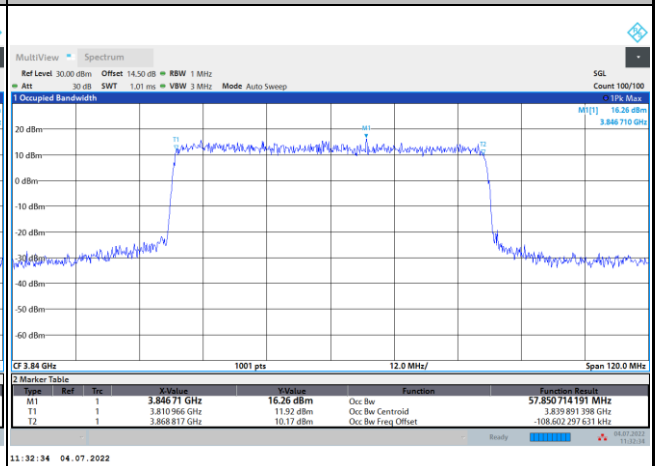 MultiView Spectrum
Ref Level 30.00 dBm Offset 14.50 dB RBW 1 MHz SGL
Att 30 dB SWT 1.01 ms VBW 3 MHz Mode Auto Sweep Count 100/100
1 Occupied Bandwidth 1Pk Max
M1[1] 16.26 dBm
3.846 710 GHz
M1
T1
T2
20 dBm
10 dBm
0 dBm
-10 dBm
-20 dBm
-30 dBm
-40 dBm
-50 dBm
-60 dBm
CF 3.84 GHz 1001 pts 12.0 MHz/ Span 120.0 MHz
2 Marker Table
Type Ref Trc X-Value Y-Value Function Function Result
M1 1 3.846 71 GHz 16.26 dBm Occ Bw 57.850 714 191 MHz
T1 1 3.810 966 GHz 11.92 dBm Occ Bw Centroid 3.839 891 398 GHz
T2 1 3.868 817 GHz 10.17 dBm Occ Bw Freq Offset -108.602 297 631 kHz
Ready 04.07.2022
11:32:34
11:32:34 04.07.2022